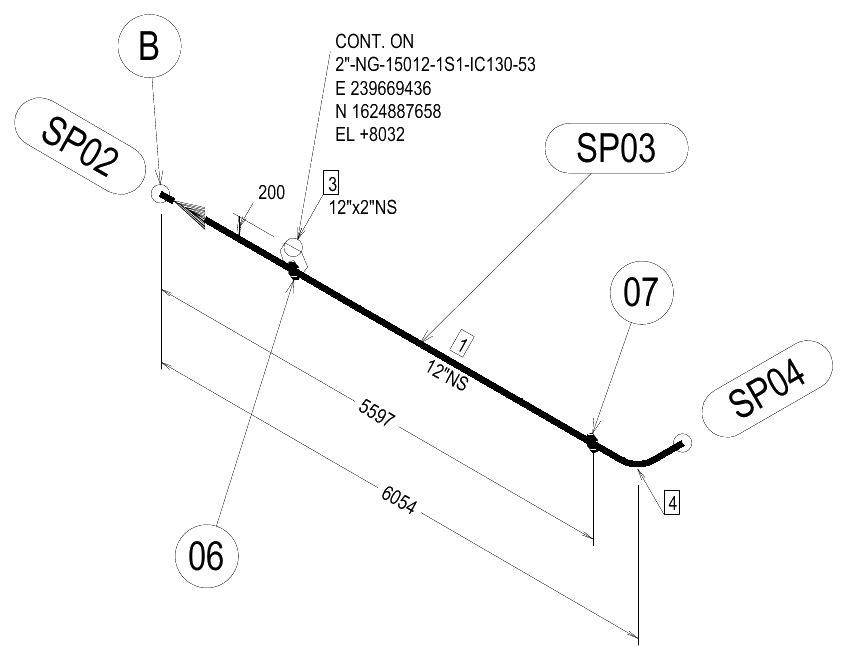 B
CONT. ON
2"-NG-15012-1S1-IC130-53
E 239669436
N 1624887658
EL +8032
SP02
SP03
200
3
12"x2"NS
07
1
12"NS
SP04
5597
6054
4
06